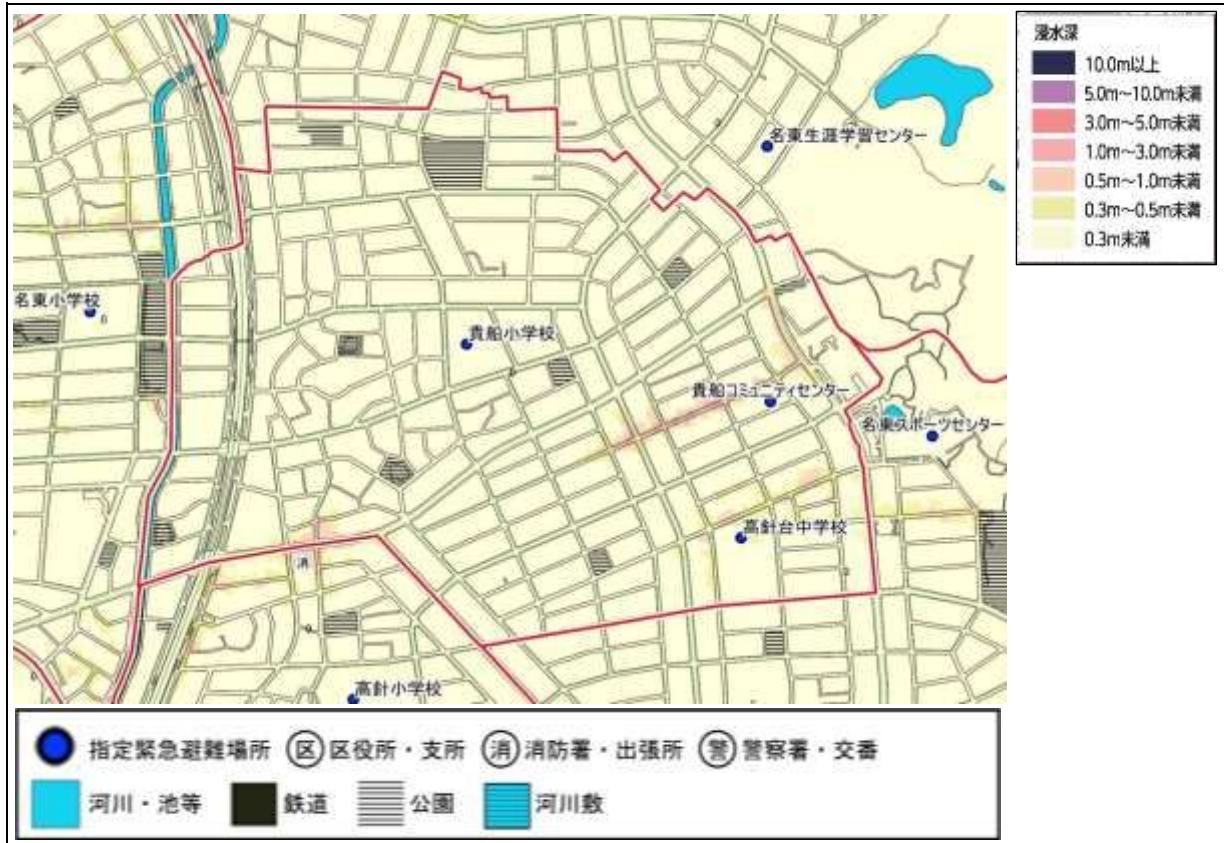 浸水深
10.0m以上
5.0m~10.0m未満
3.0m~5.0m未満
1.0m~3.0m未満
0.5m~1.0m未満
0.3m~0.5m未満
0.3m未満
名東生涯学習センター
名東小学校
貴船小学校
貴船コミュニティセンター
名東スポーツセンター
高針台中学校
消
高針小学校
指定緊急避難場所
区 区役所・支所
消 消防署・出張所
警 警察署・交番
河川・池等
鉄道
公園
河川敷